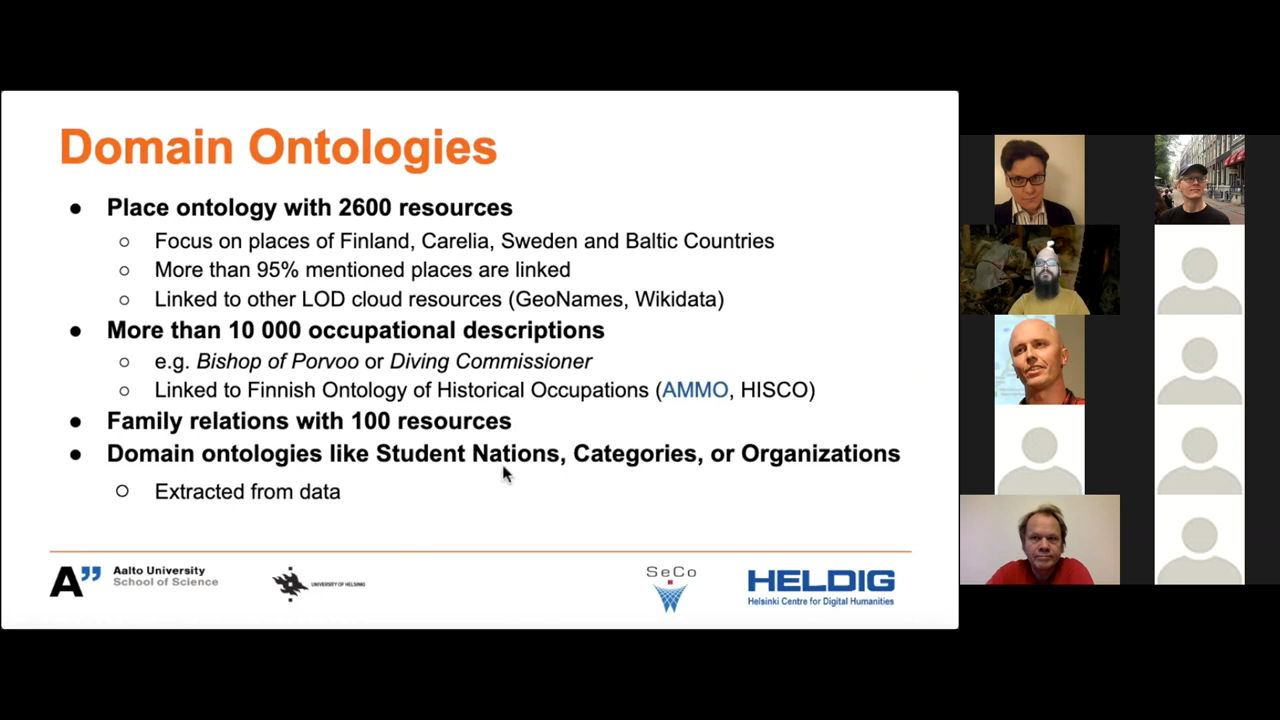 Domain Ontologies
● Place ontology with 2600 resources
○ Focus on places of Finland, Carelia, Sweden and Baltic Countries
○ More than 95% mentioned places are linked
○ Linked to other LOD cloud resources (GeoNames, Wikidata)
● More than 10 000 occupational descriptions
○ e.g. Bishop of Porvoo or Diving Commissioner
○ Linked to Finnish Ontology of Historical Occupations (AMMO, HISCO)
● Family relations with 100 resources
● Domain ontologies like Student Nations, Categories, or Organizations
○ Extracted from data
A”
Aalto University
School of Science
UNIVERSITY OF HELSINKI
SeCo
HELDIG
Helsinki Centre for Digital Humanities